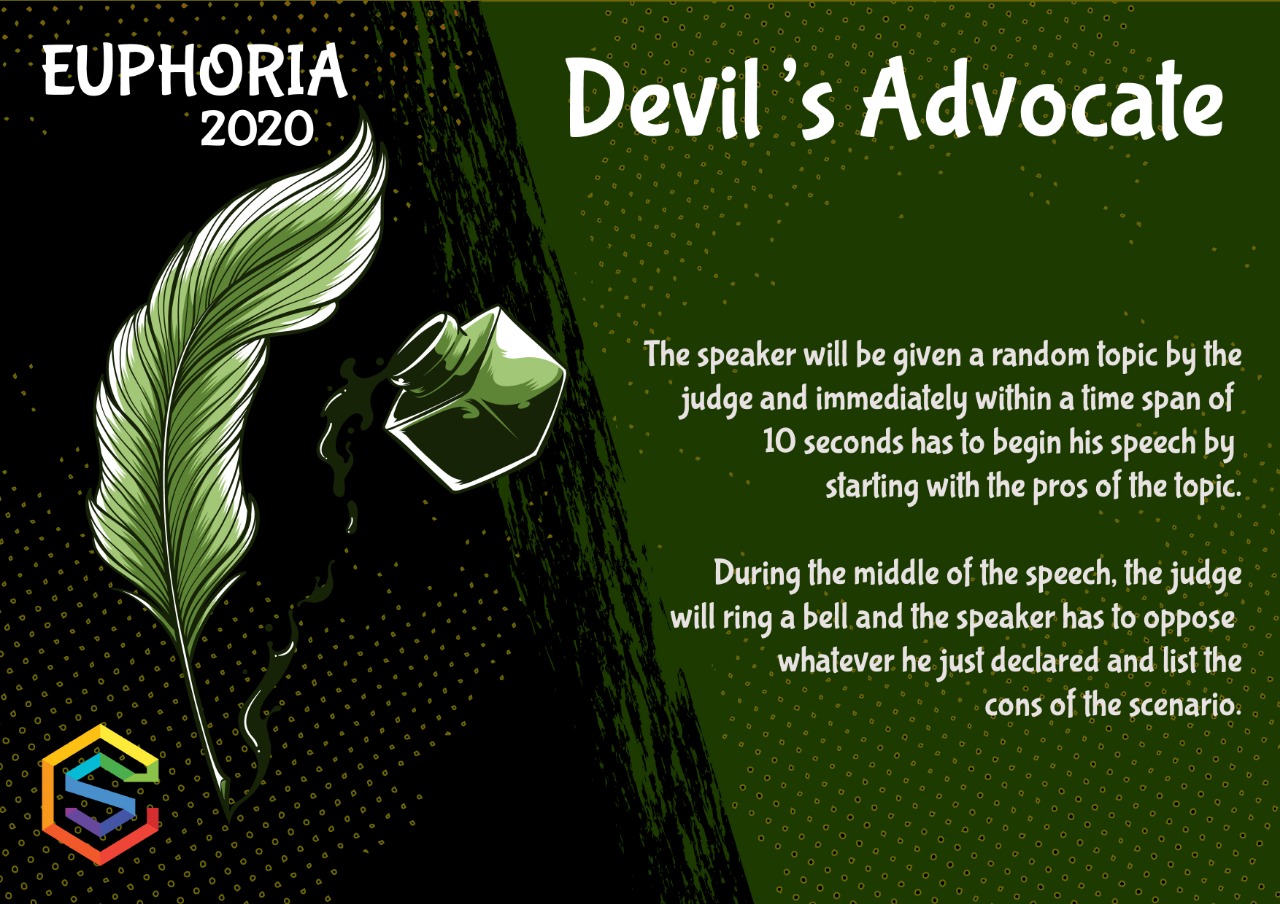 EUPHORIA
2020
Devil's Advocate
The speaker will be given a random topic by the
judge and immediately within a time span of
10 seconds has to begin his speech by
starting with the pros of the topic.
During the middle of the speech, the judge
will ring a bell and the speaker has to oppose
whatever he just declared and list the
cons of the scenario.